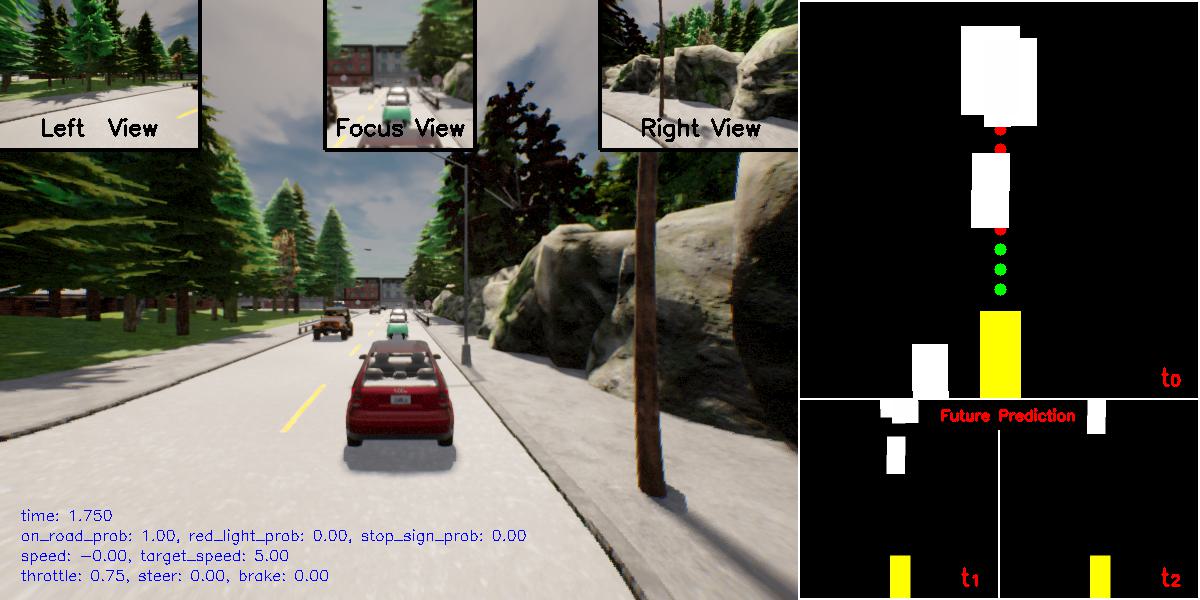 Left View
Focus View
Right View
t0
Future Prediction
t1
t2
time: 1.750
on_road_prob: 1.00, red_light_prob: 0.00, stop_sign_prob: 0.00
speed: -0.00, target_speed: 5.00
throttle: 0.75, steer: 0.00, brake: 0.00